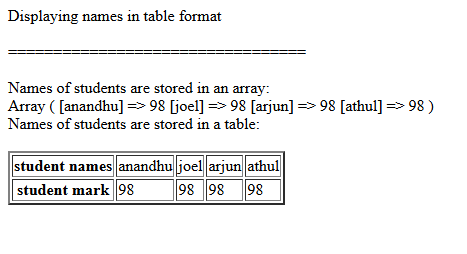 Displaying names in table format
=================================
Names of students are stored in an array:
Array ( [anandhu] => 98 [joel] => 98 [arjun] => 98 [athul] => 98 )
Names of students are stored in a table:
student names anandhu joel arjun athul
student mark 98 98 98 98